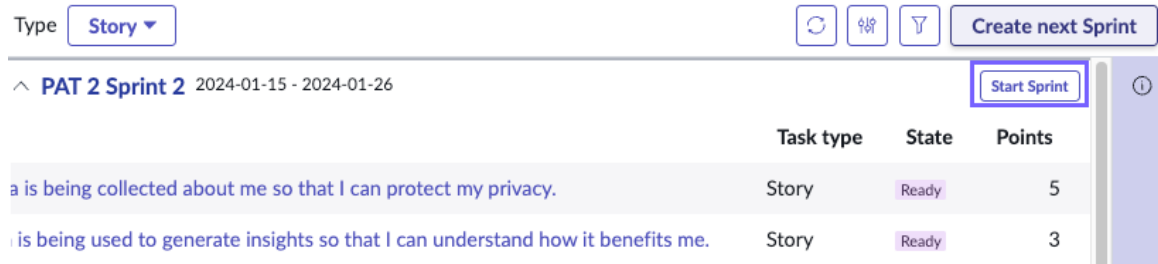 Type Story Create next Sprint
PAT 2 Sprint 2 2024-01-15 - 2024-01-26 Start Sprint
Task type State Points
a is being collected about me so that I can protect my privacy. Story Ready 5
is being used to generate insights so that I can understand how it benefits me. Story Ready 3